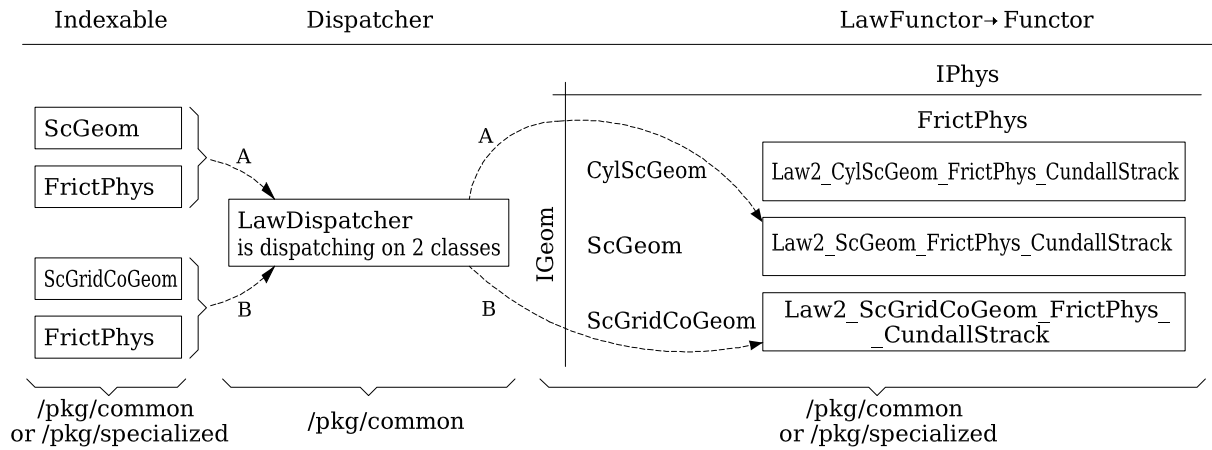 Indexable
Dispatcher
LawFunctor→Functor
IPhys
FrictPhys
ScGeom
FrictPhys
A
A
CylScGeom
Law2_CylScGeom_FrictPhys_CundallStrack
LawDispatcher
is dispatching on 2 classes
IGeom
ScGeom
Law2_ScGeom_FrictPhys_CundallStrack
ScGridCoGeom
FrictPhys
B
B
ScGridCoGeom
Law2_ScGridCoGeom_FrictPhys_
_CundallStrack
/pkg/common
or /pkg/specialized
/pkg/common
/pkg/common
or /pkg/specialized